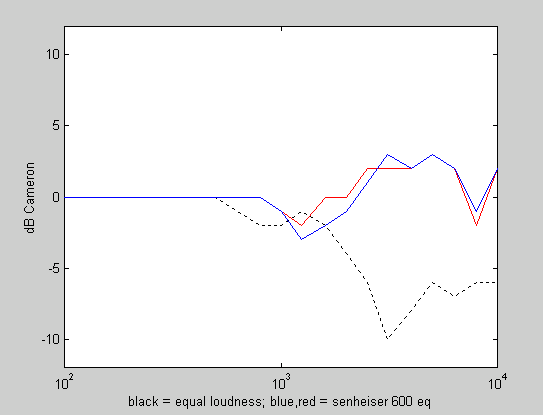 10
5
0
-5
-10
dB Cameron
10^2 10^3 10^4
black = equal loudness; blue,red = senheiser 600 eq